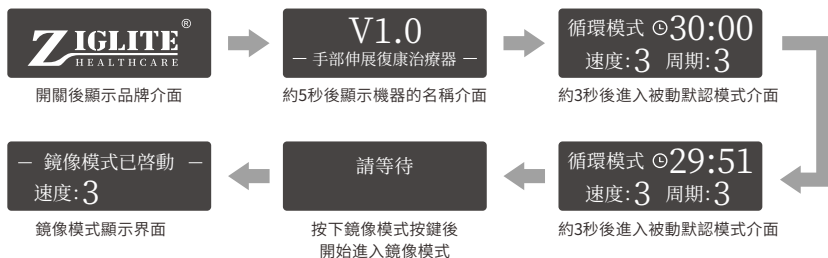 ZIGLITE®
HEALTHCARE
開關後顯示品牌介面
V1.0
— 手部伸展復康治療器 —
約5秒後顯示機器的名稱介面
循環模式 30:00
速度:3 周期:3
約3秒後進入被動默認模式介面
循環模式 29:51
速度:3 周期:3
約3秒後進入被動默認模式介面
請等待
按下鏡像模式按鍵後
開始進入鏡像模式
— 鏡像模式已啓動 —
速度:3
鏡像模式顯示界面